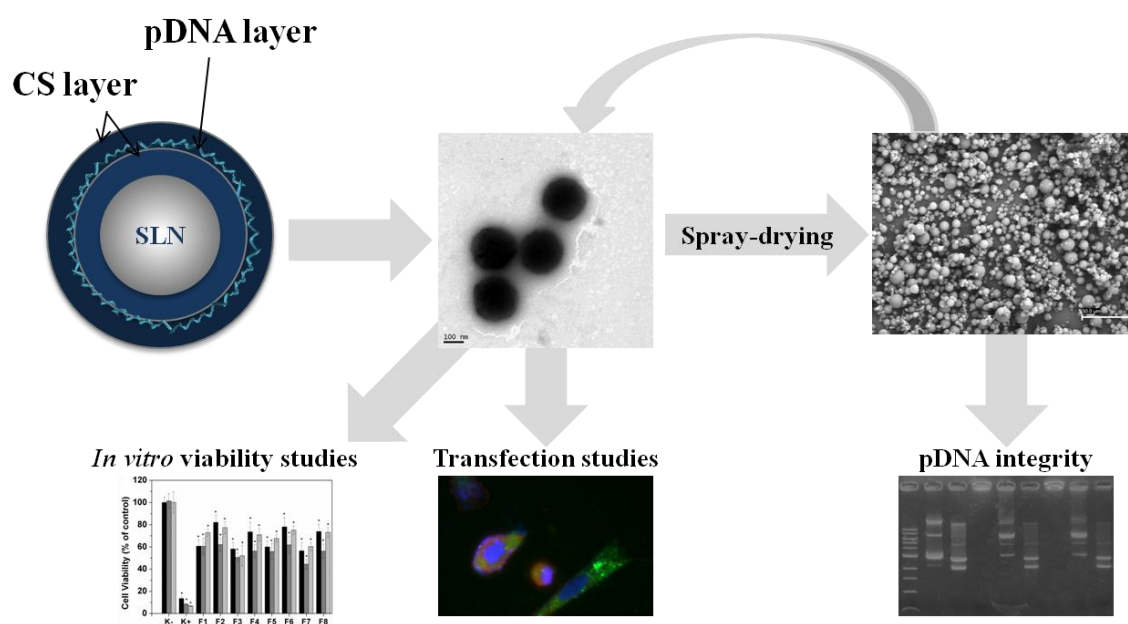 pDNA layer
CS layer
SLN
100 nm
Spray-drying
In vitro viability studies
Transfection studies
pDNA integrity
Cell Viability (% of control)
120
100
80
60
40
20
0
K- K+ F1 F2 F3 F4 F5 F6 F7 F8